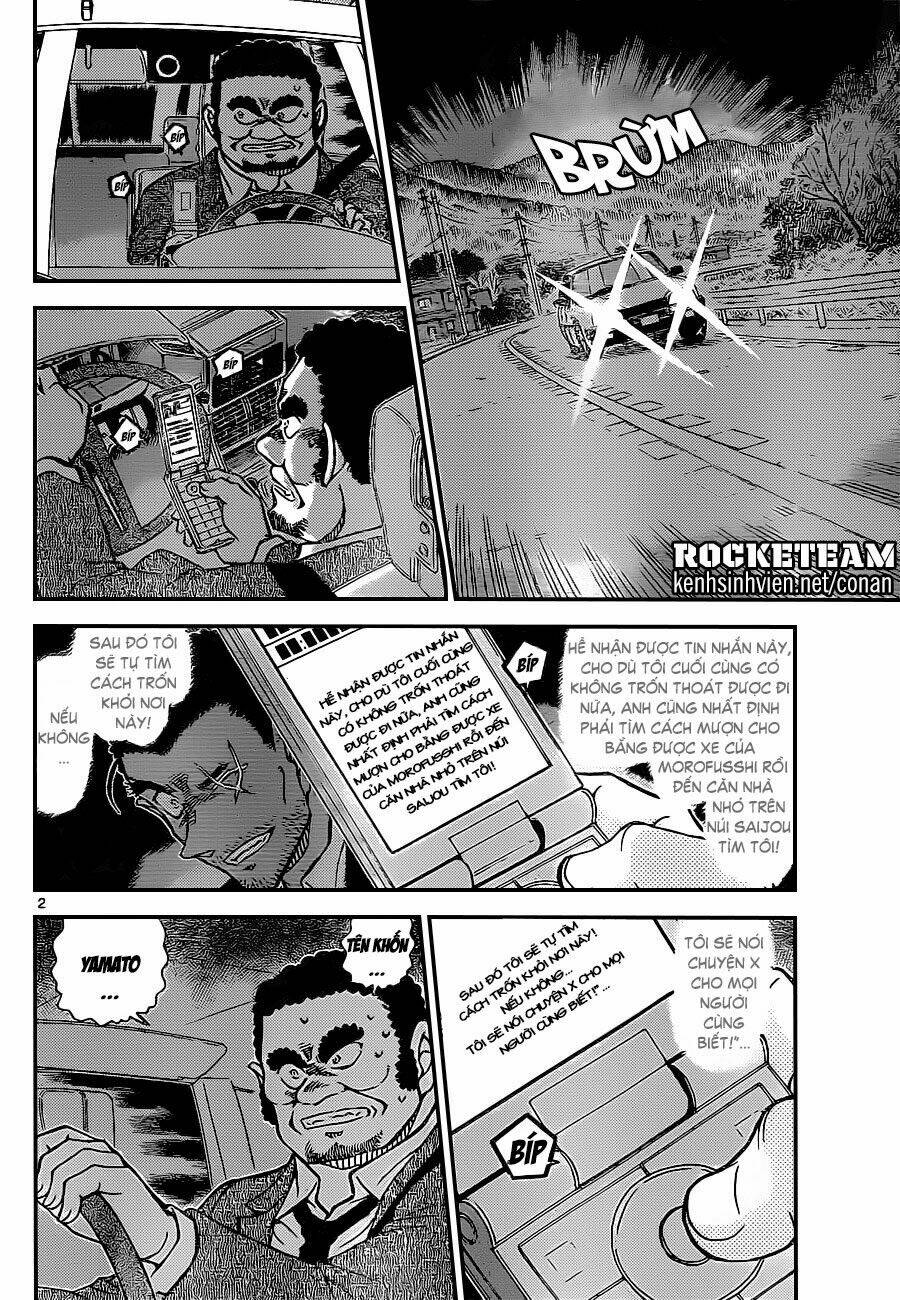 BÍP
BÍP
BRỪM
BÍP
BÍP
ROCKETEAM
kenhsinhvien.net/conan
HỄ NHẬN ĐƯỢC TIN NHẮN NÀY,
CHO DÙ TÔI CUỐI CÙNG CÓ
KHÔNG TRỐN THOÁT ĐƯỢC ĐI
NỮA, ANH CŨNG NHẤT ĐỊNH
PHẢI TÌM CÁCH MƯỢN CHO
BẰNG ĐƯỢC XE CỦA
MOROFUSSHI RỒI
ĐẾN CĂN NHÀ
NHỎ TRÊN
NÚI SAIJOU
TÌM TÔI!
BÍP
HỄ NHẬN ĐƯỢC TIN NHẮN
NÀY, CHO DÙ TÔI CUỐI CÙNG
CÓ KHÔNG TRỐN THOÁT
ĐƯỢC ĐI NỮA, ANH CŨNG
NHẤT ĐỊNH PHẢI TÌM CÁCH
MƯỢN CHO BẰNG ĐƯỢC XE
CỦA MOROFUSSHI RỒI ĐẾN
CĂN NHÀ NHỎ TRÊN NÚI
SAIJOU TÌM TÔI!
SAU ĐÓ TÔI
SẼ TỰ TÌM
CÁCH TRỐN
KHỎI NƠI
NÀY!
NẾU
KHÔNG
...
2
TÔI SẼ NÓI
CHUYỆN X
CHO MỌI
NGƯỜI
CÙNG
BIẾT!"...
SAU ĐÓ TÔI SẼ TỰ TÌM
CÁCH TRỐN KHỎI NƠI NÀY!
NẾU KHÔNG...
TÔI SẼ NÓI CHUYỆN X CHO MỌI
NGƯỜI CÙNG BIẾT!"...
BÍP
TÊN KHỐN
...
YAMATO
...